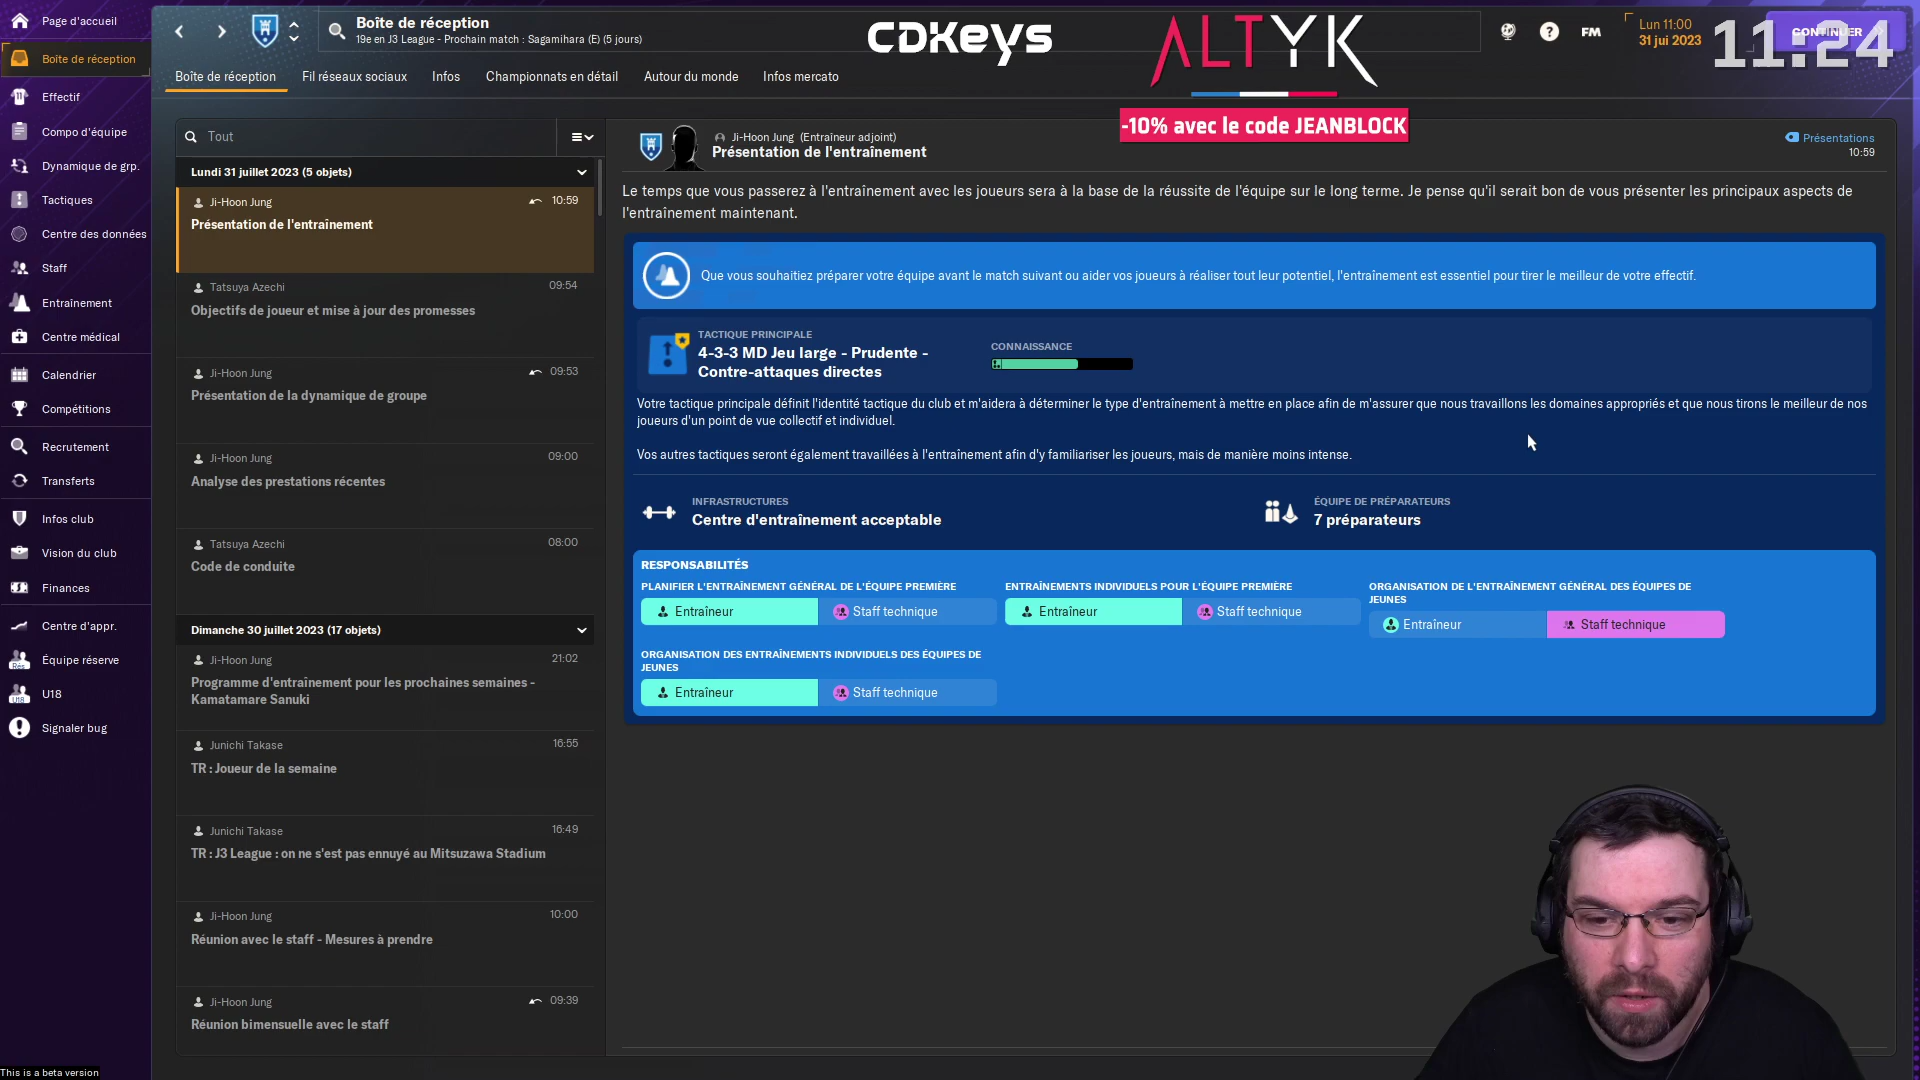 Page d'accueil
Boîte de réception
Effectif
Compo d'équipe
Dynamique de grp.
Tactiques
Centre des données
Staff
Entraînement
Centre médical
Calendrier
Compétitions
Recrutement
Transferts
Infos club
Vision du club
Finances
Centre d'appr.
Équipe réserve
U18
Signaler bug
This is a beta version
Boîte de réception
19e en J3 League - Prochain match : Sagamihara (E) (5 jours)
CDKeys
ALTYK
-10% avec le code JEANBLOCK
FM
Lun 11:00
31 jui 2023
CONTINUER
11:24
Boîte de réception
Fil réseaux sociaux
Infos
Championnats en détail
Autour du monde
Infos mercato
Tout
Lundi 31 juillet 2023 (5 objets)
Ji-Hoon Jung 10:59
Présentation de l'entraînement
Tatsuya Azechi 09:54
Objectifs de joueur et mise à jour des promesses
Ji-Hoon Jung 09:53
Présentation de la dynamique de groupe
Ji-Hoon Jung 09:00
Analyse des prestations récentes
Tatsuya Azechi 08:00
Code de conduite
Dimanche 30 juillet 2023 (17 objets)
Ji-Hoon Jung 21:02
Programme d'entraînement pour les prochaines semaines -
Kamatamare Sanuki
Junichi Takase 16:55
TR : Joueur de la semaine
Junichi Takase 16:49
TR : J3 League : on ne s'est pas ennuyé au Mitsuzawa Stadium
Ji-Hoon Jung 10:00
Réunion avec le staff - Mesures à prendre
Ji-Hoon Jung 09:39
Réunion bimensuelle avec le staff
Ji-Hoon Jung (Entraîneur adjoint)
Présentation de l'entraînement
Présentations
10:59
Le temps que vous passerez à l'entraînement avec les joueurs sera à la base de la réussite de l'équipe sur le long terme. Je pense qu'il serait bon de vous présenter les principaux aspects de
l'entraînement maintenant.
Que vous souhaitiez préparer votre équipe avant le match suivant ou aider vos joueurs à réaliser tout leur potentiel, l'entraînement est essentiel pour tirer le meilleur de votre effectif.
TACTIQUE PRINCIPALE
4-3-3 MD Jeu large - Prudente -
Contre-attaques directes
CONNAISSANCE
Votre tactique principale définit l'identité tactique du club et m'aidera à déterminer le type d'entraînement à mettre en place afin de m'assurer que nous travaillons les domaines appropriés et que nous tirons le meilleur de nos
joueurs d'un point de vue collectif et individuel.
Vos autres tactiques seront également travaillées à l'entraînement afin d'y familiariser les joueurs, mais de manière moins intense.
INFRASTRUCTURES
Centre d'entraînement acceptable
ÉQUIPE DE PRÉPARATEURS
7 préparateurs
RESPONSABILITÉS
PLANIFIER L'ENTRAÎNEMENT GÉNÉRAL DE L'ÉQUIPE PREMIÈRE
Entraîneur Staff technique
ENTRAÎNEMENTS INDIVIDUELS POUR L'ÉQUIPE PREMIÈRE
Entraîneur Staff technique
ORGANISATION DE L'ENTRAÎNEMENT GÉNÉRAL DES ÉQUIPES DE
JEUNES
Entraîneur Staff technique
ORGANISATION DES ENTRAÎNEMENTS INDIVIDUELS DES ÉQUIPES DE
JEUNES
Entraîneur Staff technique